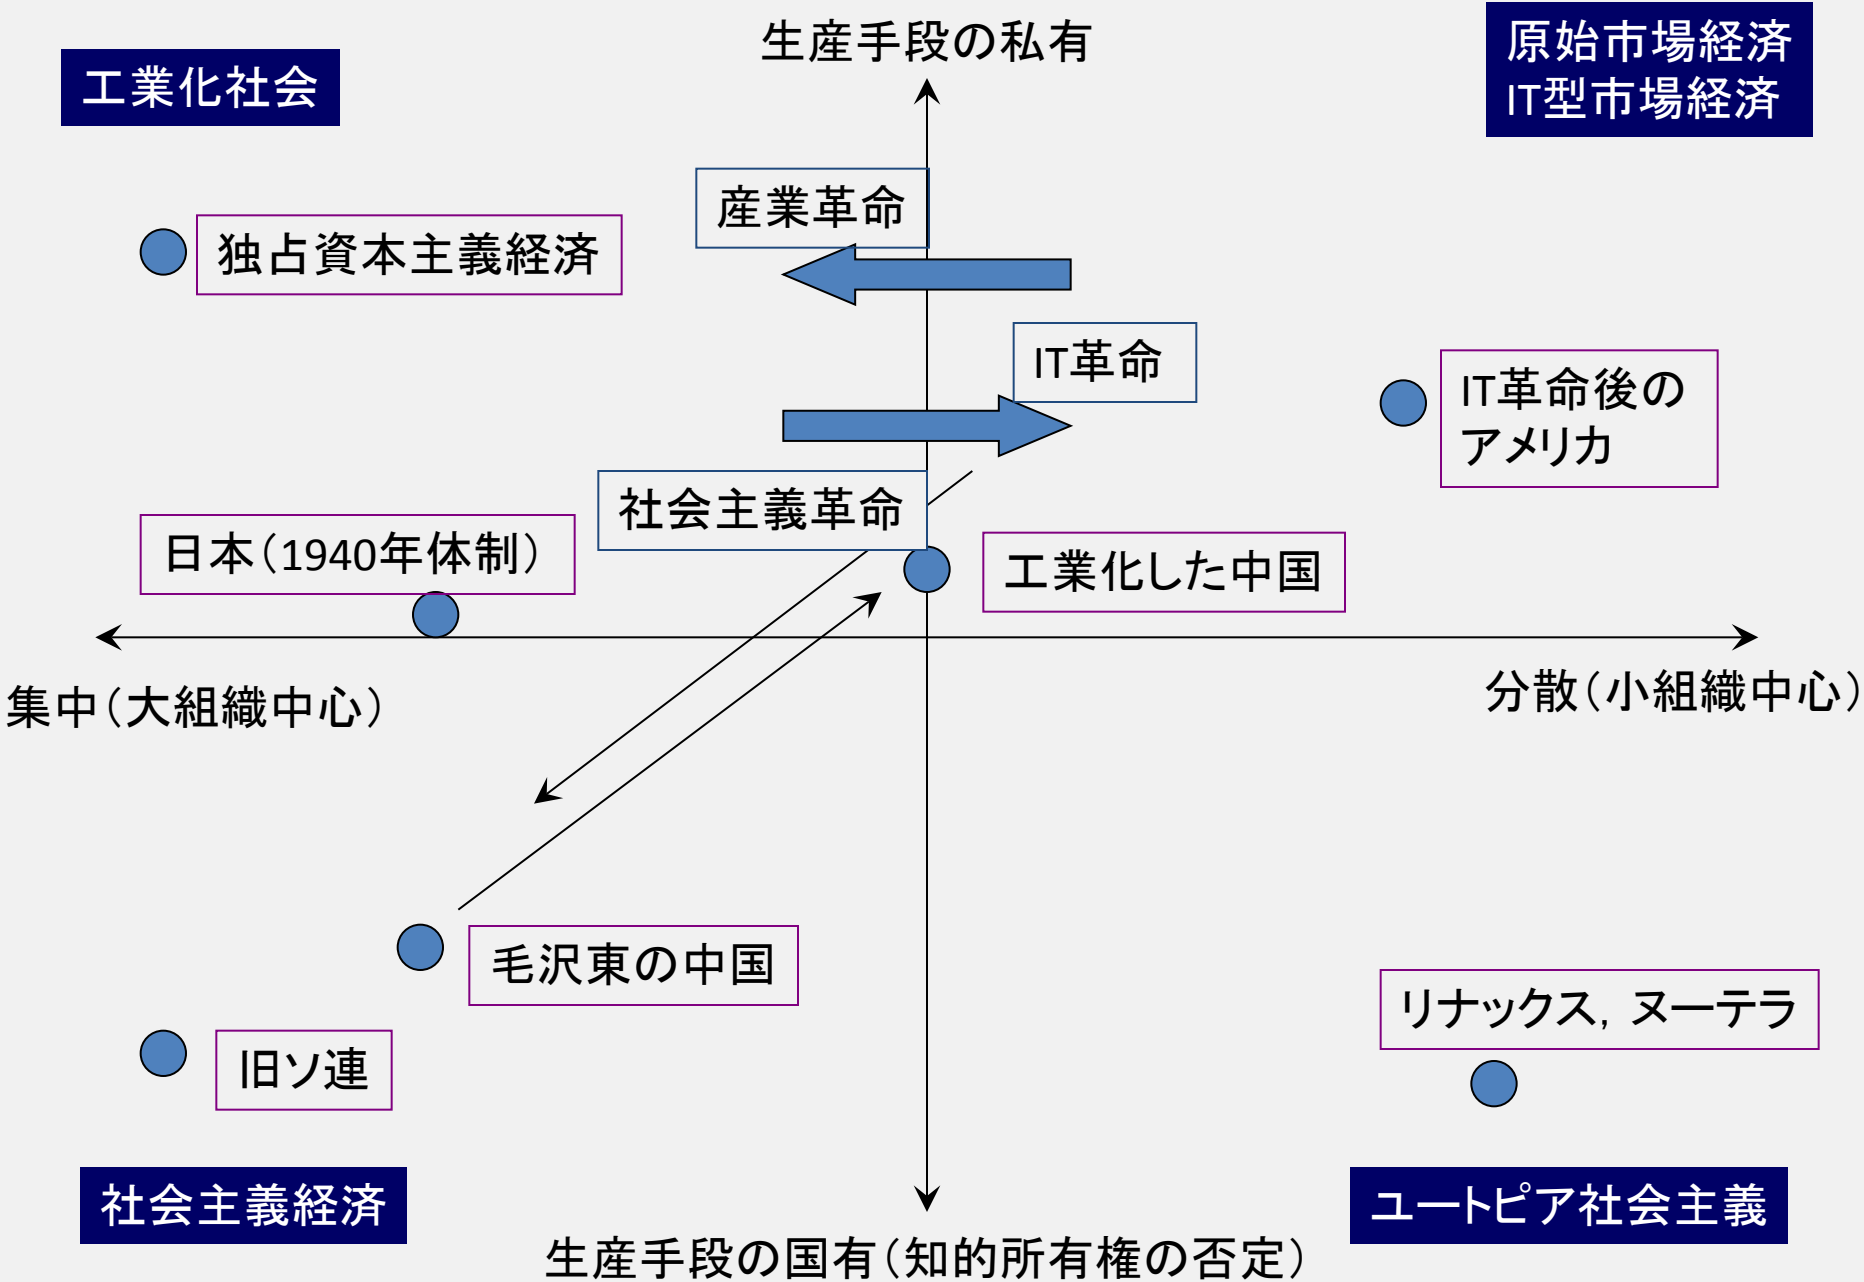 生産手段の私有
工業化社会
原始市場経済
IT型市場経済
産業革命
独占資本主義経済
IT革命
IT革命後の
アメリカ
社会主義革命
日本（1940年体制）
工業化した中国
集中（大組織中心）
分散（小組織中心）
毛沢東の中国
リナックス，ヌーテラ
旧ソ連
社会主義経済
ユートピア社会主義
生産手段の国有（知的所有権の否定）